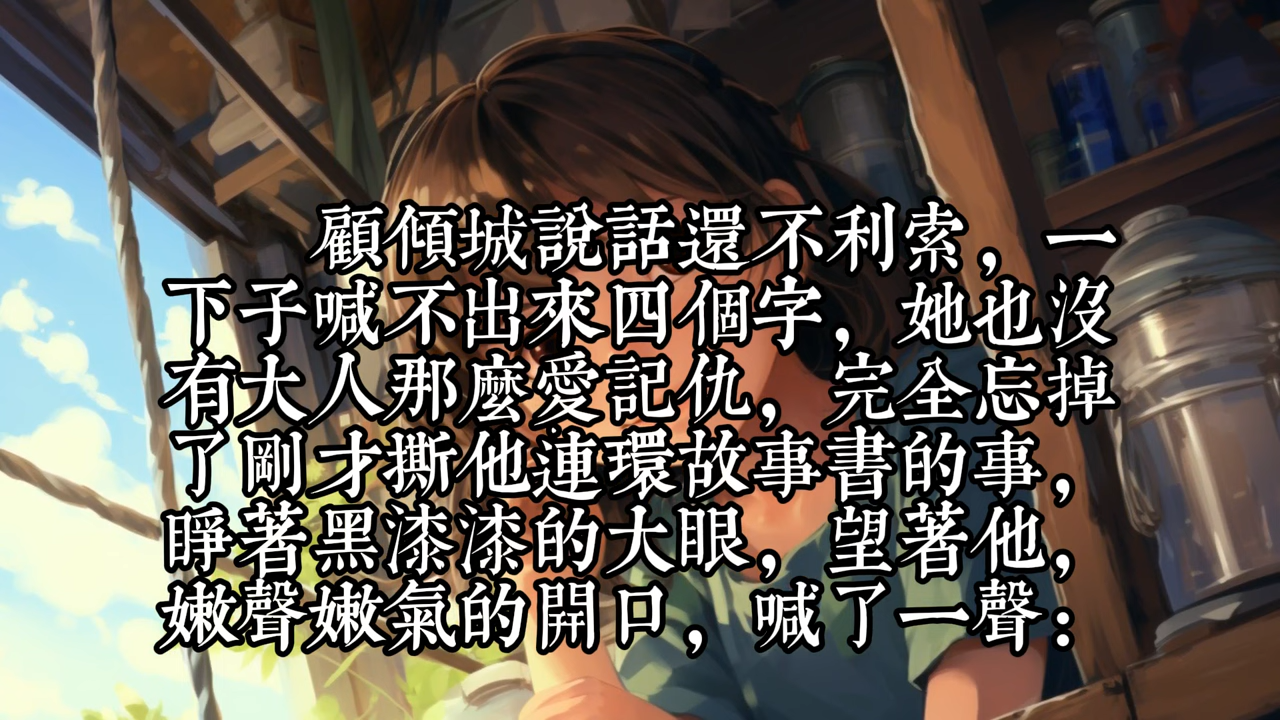 顧傾城說話還不利索，一
下子喊不出來四個字，她也沒
有大人那麼愛記仇，完全忘掉
了剛才撕他連環故事書的事，
睜著黑漆漆的大眼，望著他，
嫩聲嫩氣的開口，喊了一聲：